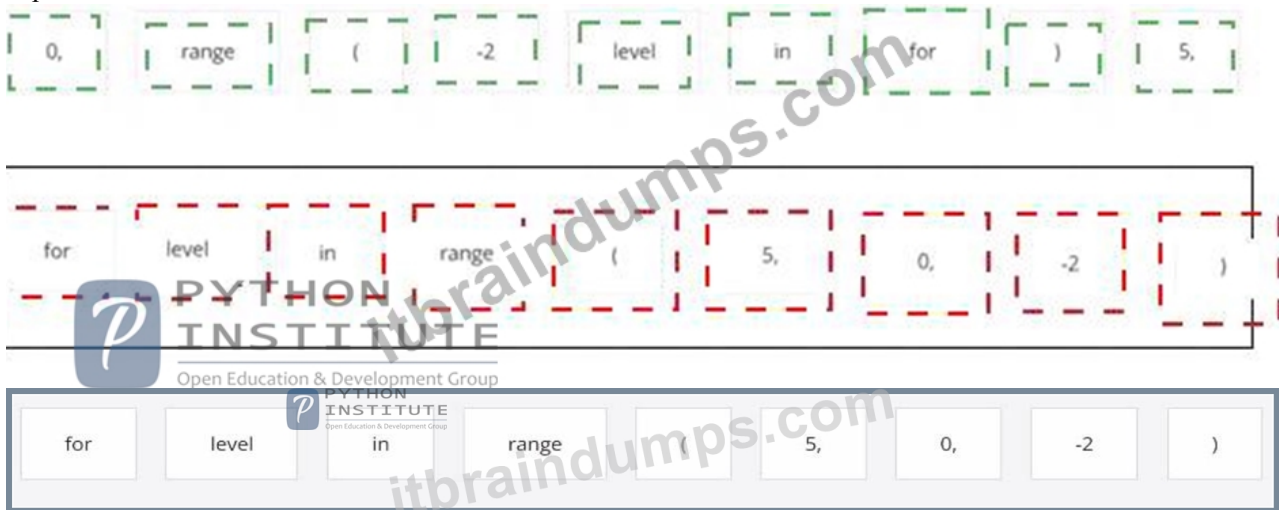 0, range ( -2 level in for ) 5,
itbraindumps.com
for level in range ( 5, 0, -2 )
PYTHON
INSTITUTE
Open Education & Development Group
PYTHON
INSTITUTE
Open Education & Development Group
for level in range ( 5, 0, -2 )
itbraindumps.com